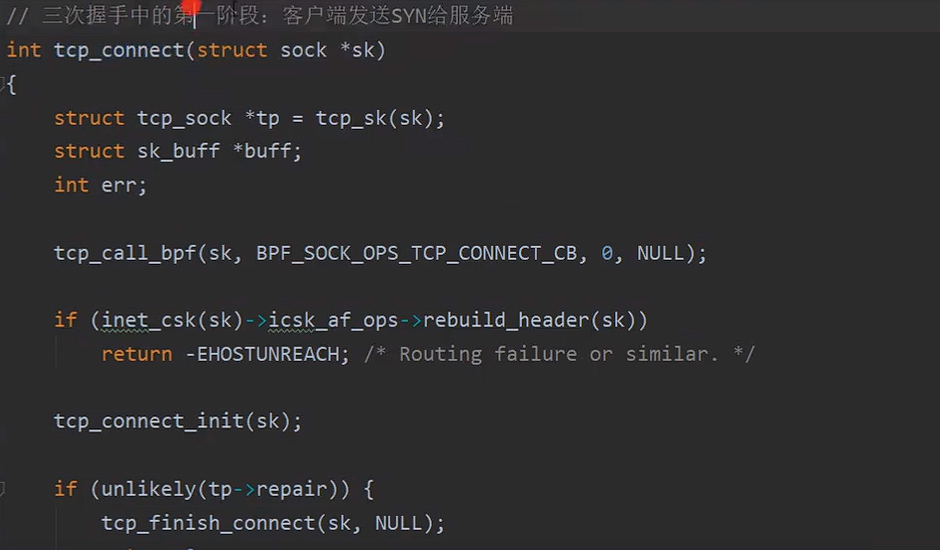 // 三次握手中的第一阶段：客户端发送SYN给服务端
int tcp_connect(struct sock *sk)
{
    struct tcp_sock *tp = tcp_sk(sk);
    struct sk_buff *buff;
    int err;

    tcp_call_bpf(sk, BPF_SOCK_OPS_TCP_CONNECT_CB, 0, NULL);

    if (inet_csk(sk)->icsk_af_ops->rebuild_header(sk))
        return -EHOSTUNREACH; /* Routing failure or similar. */

    tcp_connect_init(sk);

    if (unlikely(tp->repair)) {
        tcp_finish_connect(sk, NULL);